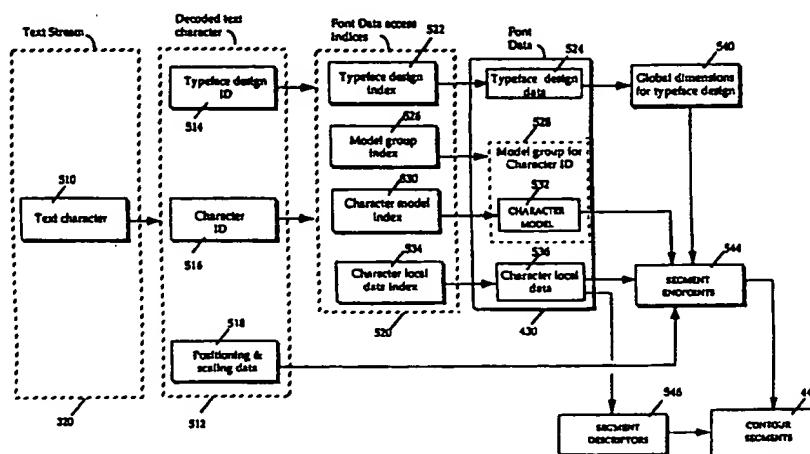 Text Stream
Decoded text
character
Font Data access
Indices
522
Font
Data
524
540
Typeface design
ID
514
Typeface design
index
Typeface design
data
Global dimensions
for typeface design
526
Model group
index
528
Model group for
Character ID
510
Text character
Character
ID
516
530
Character model
index
532
CHARACTER
MODEL
534
Character local
data index
536
Character local
data
544
SEGMENT
ENDPOINTS
520
430
518
Positioning &
scaling data
320
512
546
SEGMENT
DESCRIPTORS
44
CONTOUR
SEGMENTS